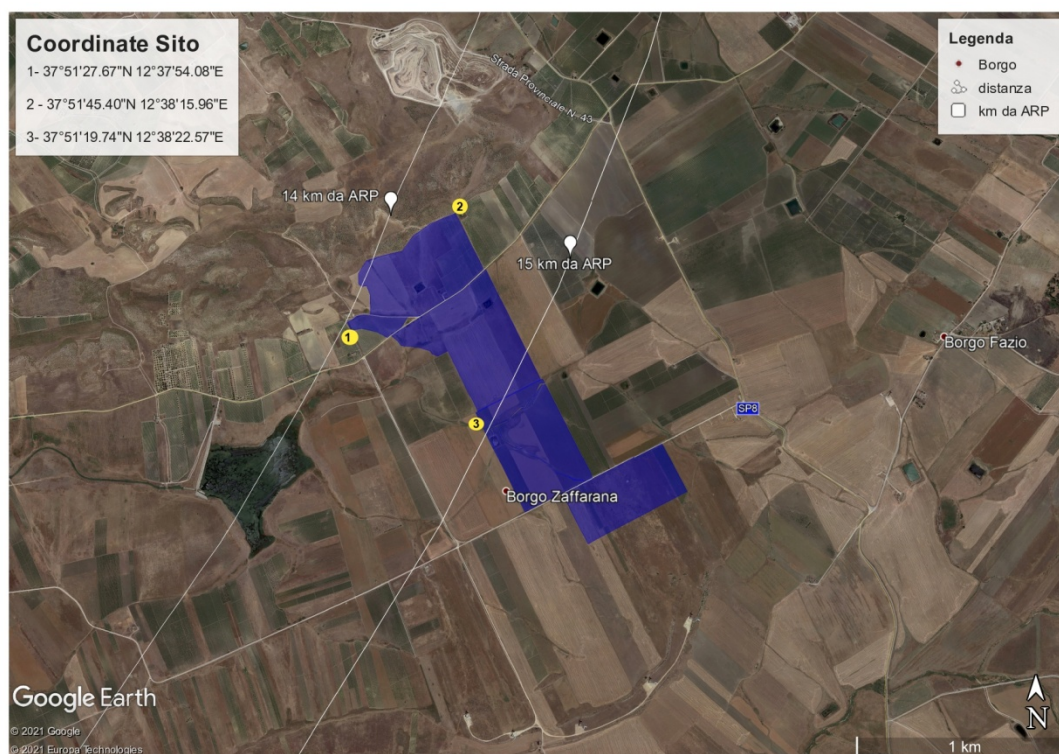 Coordinate Sito
1- 37°51'27.67"N 12°37'54.08"E
2 - 37°51'45.40"N 12°38'15.96"E
3- 37°51'19.74"N 12°38'22.57"E
Legenda
Borgo
distanza
km da ARP
Strada Provinciale N. 43
14 km da ARP
2
15 km da ARP
1
Borgo Fazio
SP8
3
Borgo Zaffarana
Google Earth
N
© 2021 Google
© 2021 Europa Technologies
1 km